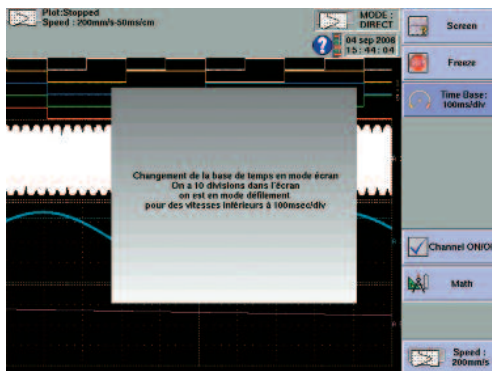 Plot:Stopped
Speed : 200mm/s-50ms/cm
MODE :
DIRECT
04 sep 2006
15:44:04
Screen
Freeze
Time Base:
100ms/div
Changement de la base de temps en mode écran
On a 10 divisions dans l'écran
on est en mode défilement
pour des vitesses inférieurs à 100msec/div
Channel ON/O
Math
Speed :
200mm/s